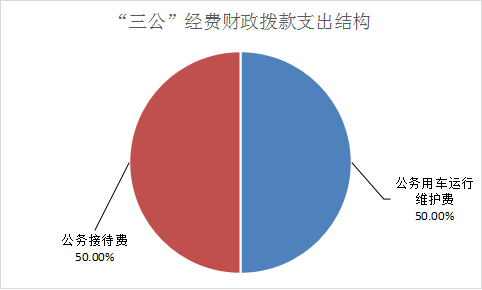 “三公”经费财政拨款支出结构
公务用车运行
维护费
50.00%
公务接待费
50.00%